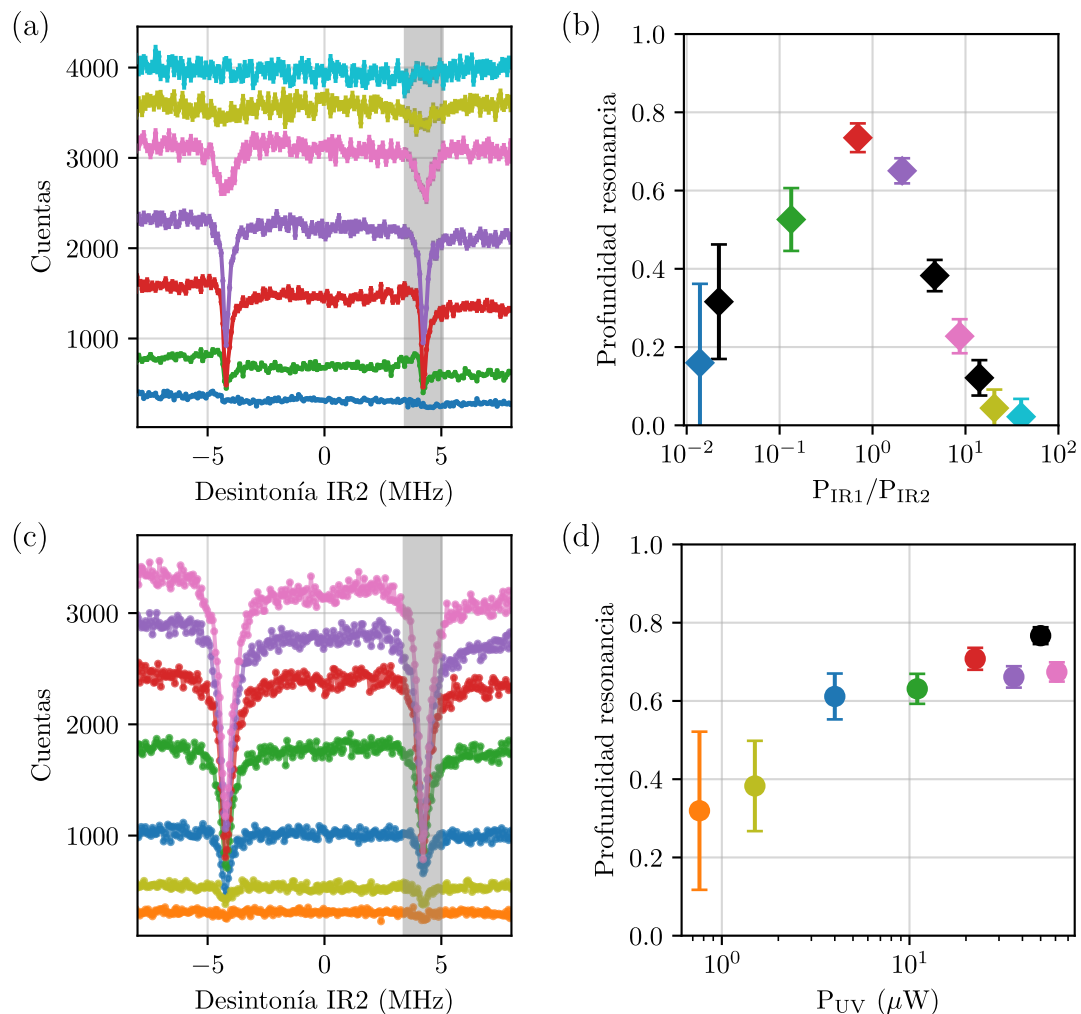 (a)
Cuentas
4000
3000
2000
1000
−5
0
5
Desintonía IR2 (MHz)
(b)
Profundidad resonancia
1.0
0.8
0.6
0.4
0.2
0.0
10⁻²
10⁻¹
10⁰
10¹
10²
P_IR1/P_IR2
(c)
Cuentas
3000
2000
1000
−5
0
5
Desintonía IR2 (MHz)
(d)
Profundidad resonancia
1.0
0.8
0.6
0.4
0.2
0.0
10⁰
10¹
P_UV (μW)